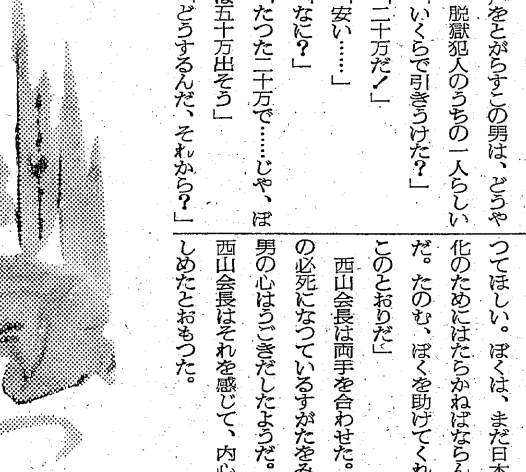 をとがらすこの男は、どうや
脱獄犯人のうちの一人らしい
いくらで引きうけた？」
二十万だ！」
安い……」
なに？」
たつた二十万で……じや、ぼ
は五十万出そう」
どうするんだ、それから？」
つてほしい。ぼくは、まだ日本
化のためにはたらかねばならん
だ。たのむ、ぼくを助けてくれ
このとおりだ」
西山会長は両手を合わせた。
の必死になつているすがたをみ
男の心はうごきだしたようだ。
西山会長はそれを感じて、内心
しめたとおもつた。